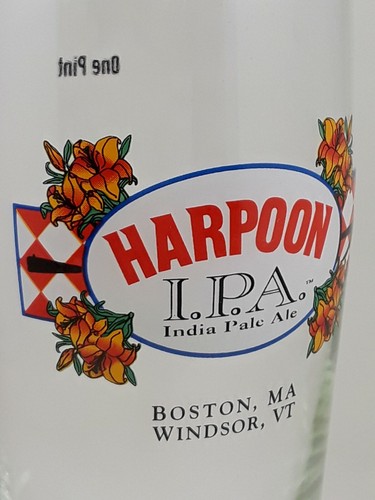 One Pint
HARPOON
I.P.A.™
India Pale Ale
BOSTON, MA
WINDSOR, VT